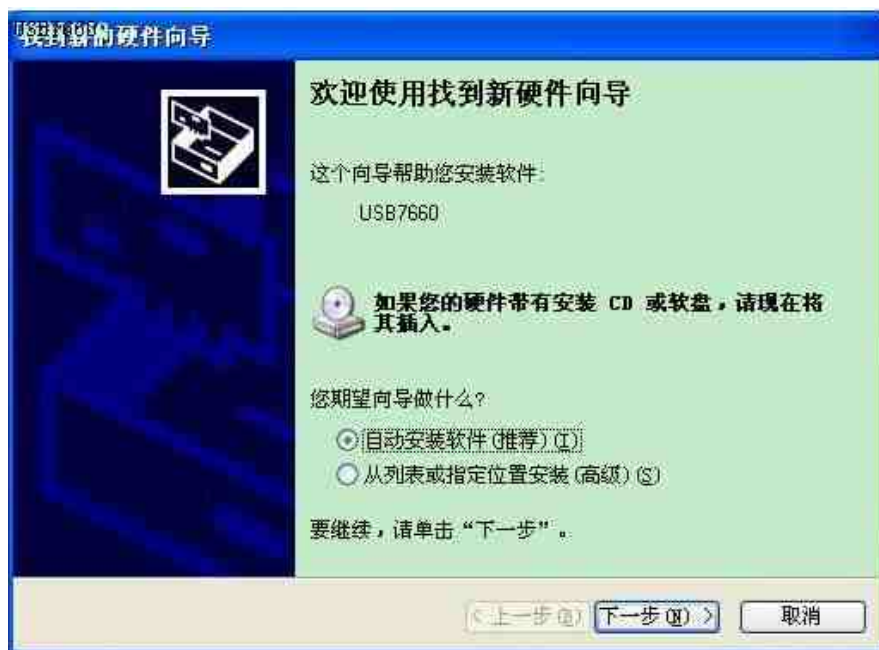 找到新的硬件向导
欢迎使用找到新硬件向导
这个向导帮助您安装软件:
USB7660
如果您的硬件带有安装 CD 或软盘，请现在将
其插入。
您期望向导做什么?
自动安装软件(推荐)(I)
从列表或指定位置安装(高级)(S)
要继续，请单击“下一步”。
<上一步(B)
下一步(N)>
取消